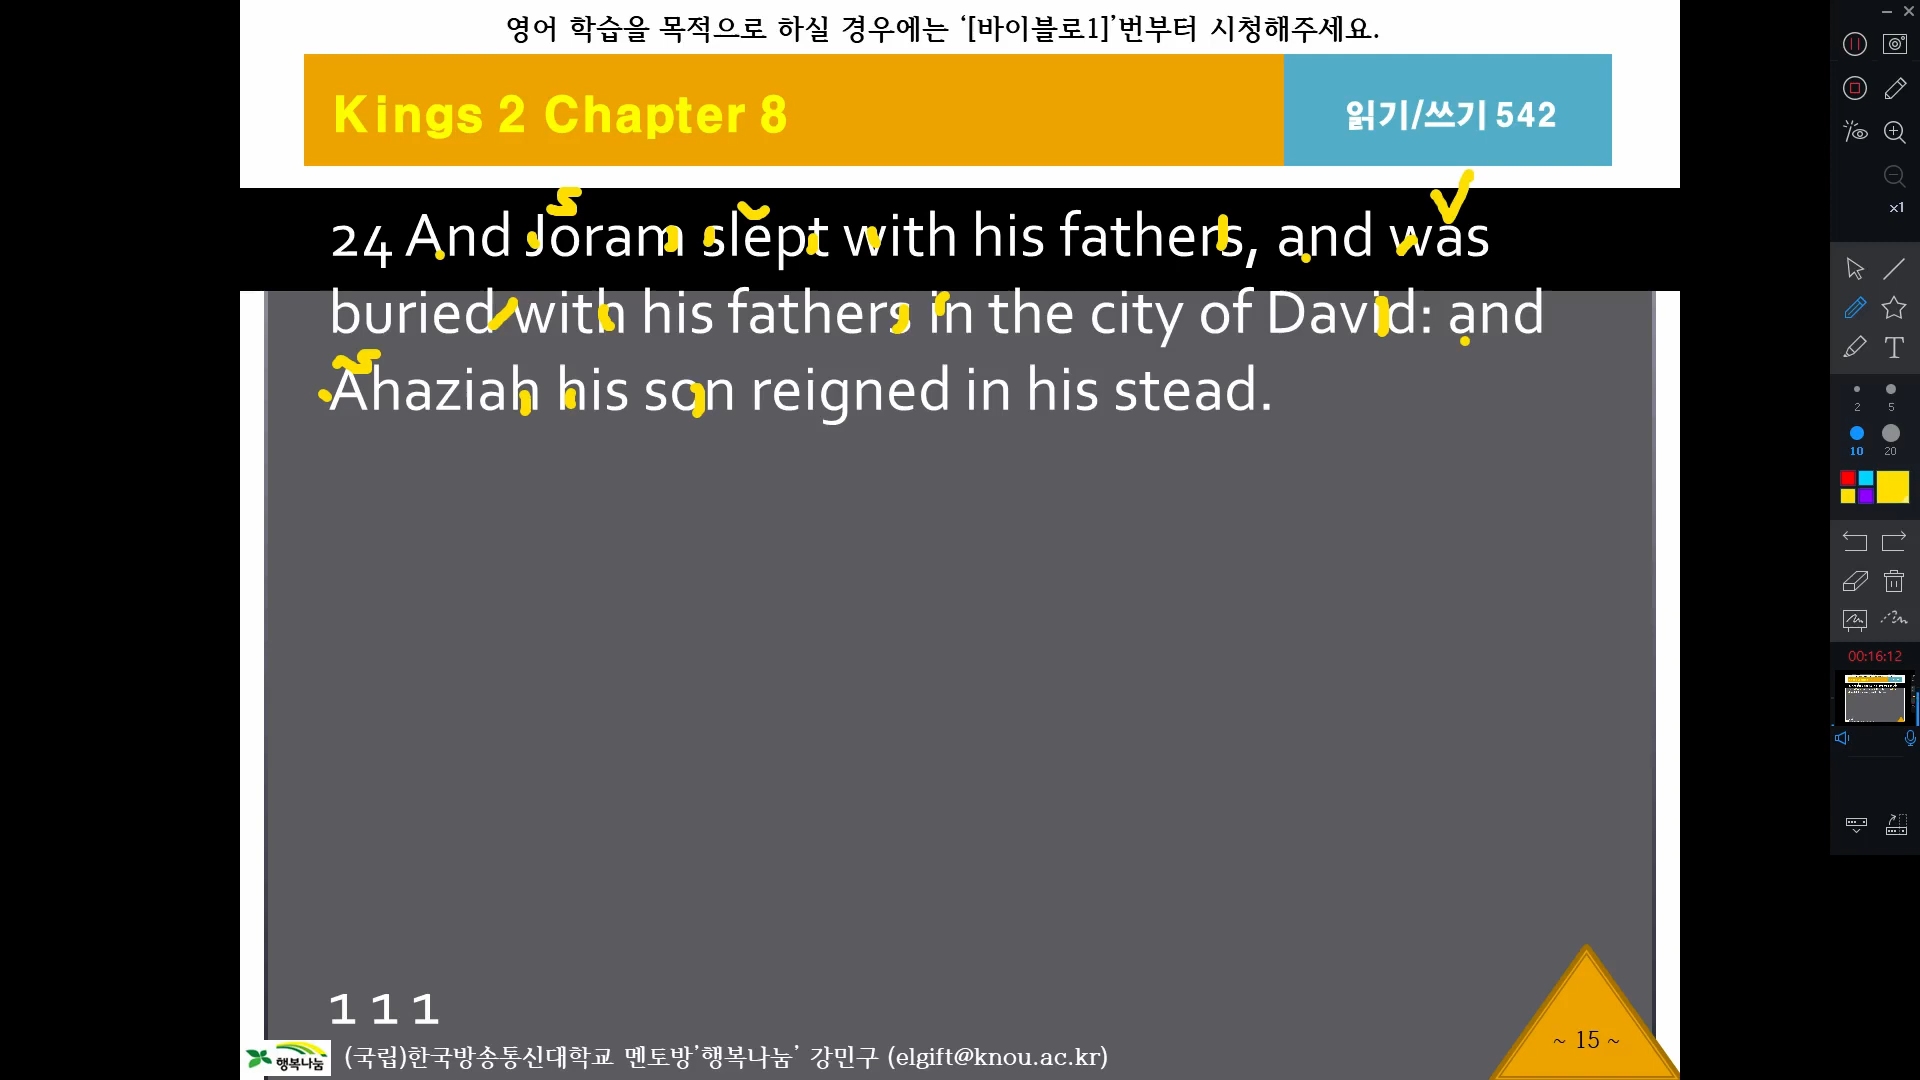 영어 학습을 목적으로 하실 경우에는 ‘[바이블로1]’번부터 시청해주세요.
Kings 2 Chapter 8
읽기/쓰기 542
24 And Joram slept with his fathers, and was
buried with his fathers in the city of David: and
Ahaziah his son reigned in his stead.
111
행복나눔
(국립)한국방송통신대학교 멘토방’행복나눔’ 강민구 (elgift@knou.ac.kr)
~ 15 ~
x1
T
2 5
10 20
00:16:12